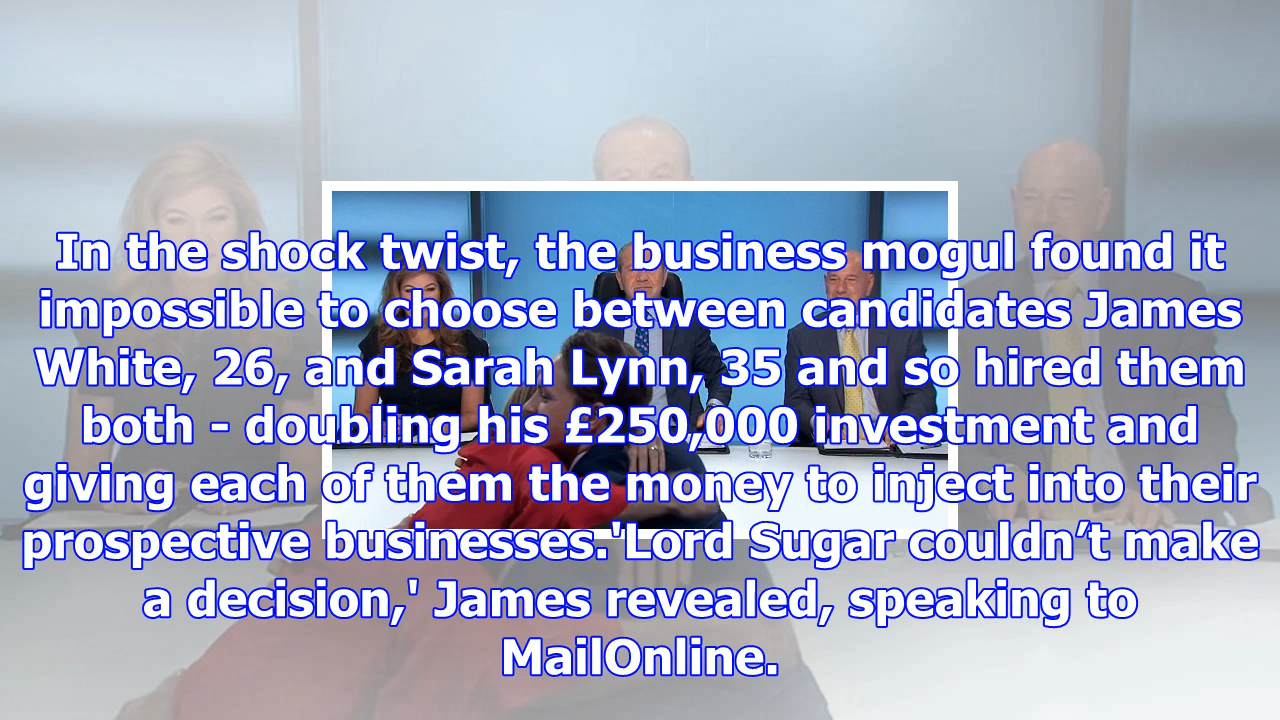 In the shock twist, the business mogul found it
impossible to choose between candidates James
White, 26, and Sarah Lynn, 35 and so hired them
both - doubling his £250,000 investment and
giving each of them the money to inject into their
prospective businesses.'Lord Sugar couldn’t make
a decision,' James revealed, speaking to
MailOnline.